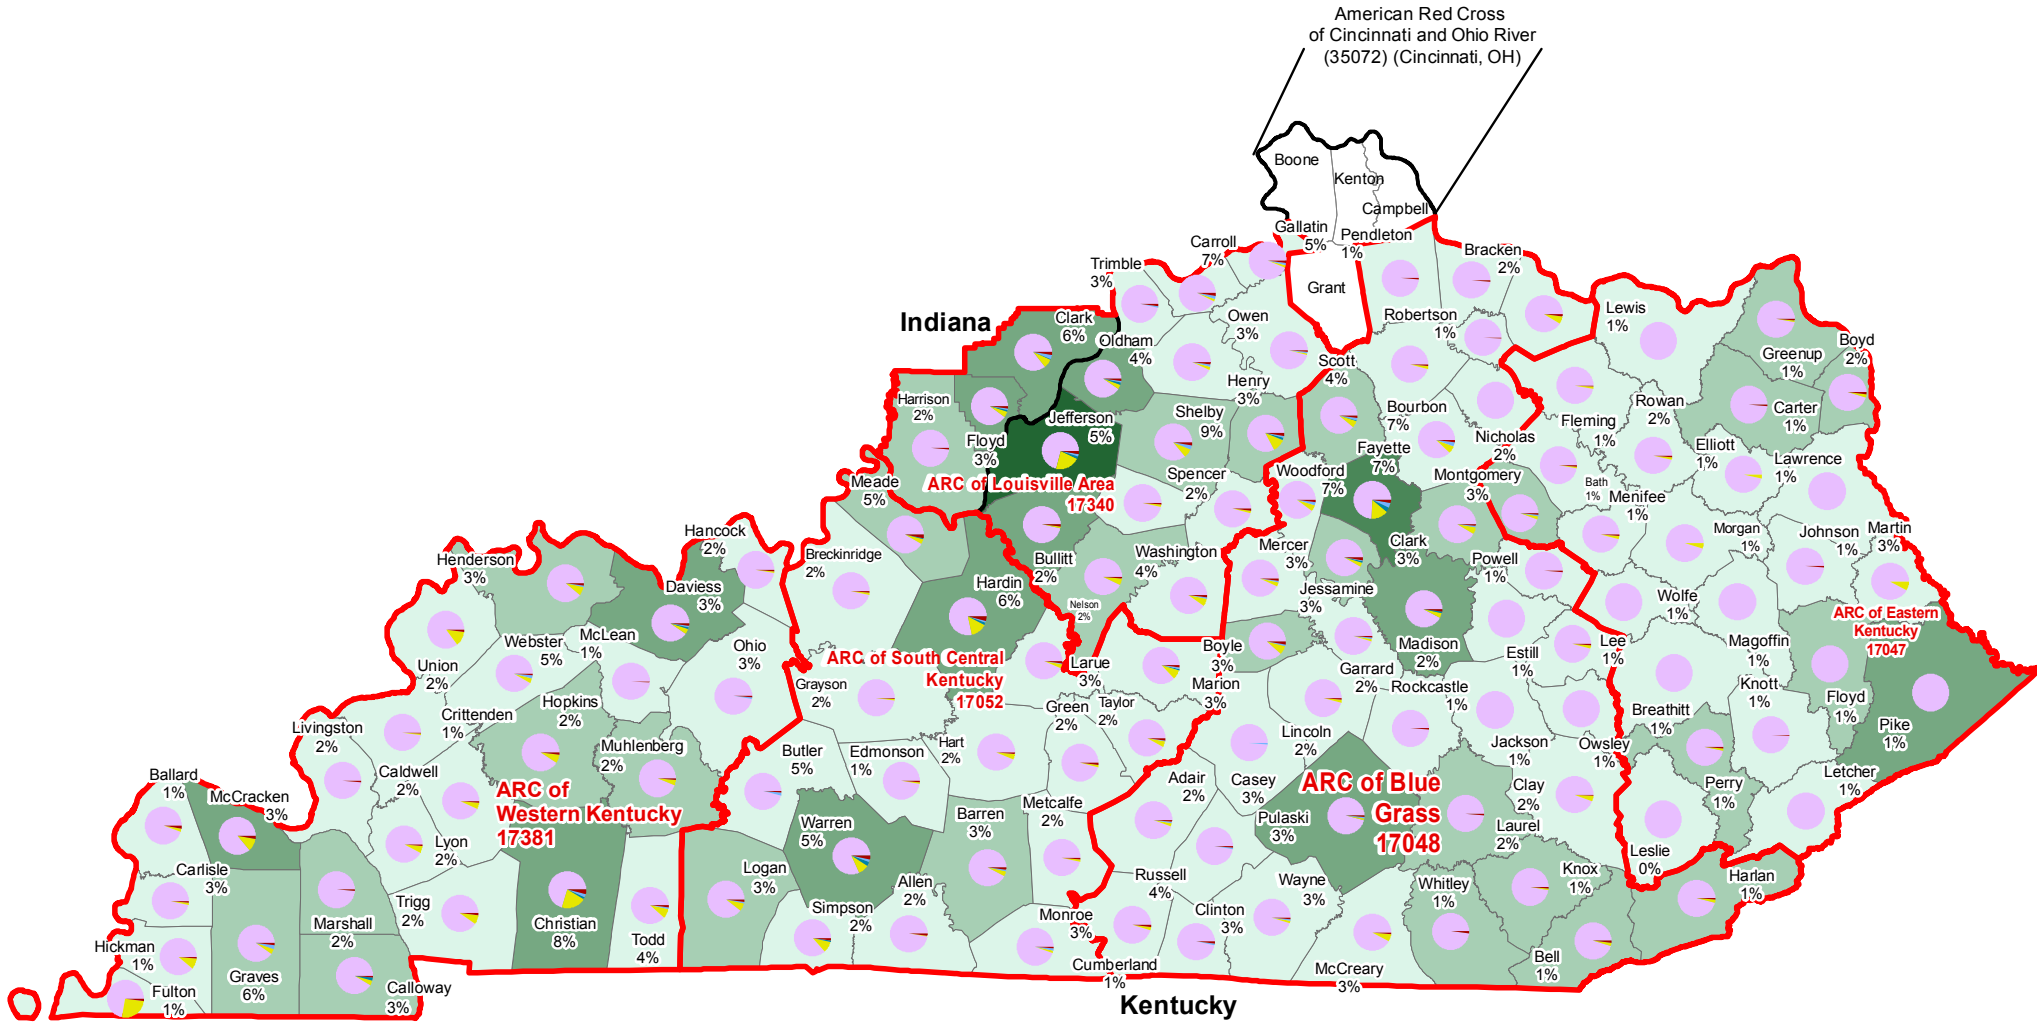 American Red Cross
of Cincinnati and Ohio River
(35072) (Cincinnati, OH)
Boone
Kenton
Campbell
Gallatin
5%
Pendleton
1%
Grant
Carroll
7%
Trimble
3%
Bracken
2%
Lewis
1%
Robertson
1%
Owen
3%
Indiana
Clark
6%
Oldham
4%
Scott
4%
Henry
3%
Greenup
1%
Boyd
2%
Harrison
2%
Jefferson
5%
Shelby
9%
Bourbon
7%
Fleming
1%
Rowan
2%
Carter
1%
Floyd
3%
Fayette
7%
Nicholas
2%
Elliott
1%
Lawrence
1%
ARC of Louisville Area
17340
Meade
5%
Spencer
2%
Woodford
7%
Montgomery
3%
Bath
1%
Menifee
1%
Morgan
1%
Johnson
1%
Martin
3%
Hancock
2%
Breckinridge
2%
Bullitt
2%
Washington
4%
Mercer
3%
Clark
3%
Powell
1%
Henderson
3%
Daviess
3%
Hardin
6%
Nelson
2%
Jessamine
3%
Wolfe
1%
ARC of Eastern
Kentucky
17047
Madison
2%
Estill
1%
Lee
1%
Magoffin
1%
Webster
5%
McLean
1%
Ohio
3%
Union
2%
ARC of South Central
Kentucky
17052
Grayson
2%
Larue
3%
Boyle
3%
Marion
3%
Garrard
2%
Rockcastle
1%
Knott
1%
Floyd
1%
Pike
1%
Breathitt
1%
Hopkins
2%
Crittenden
1%
Livingston
2%
Green
2%
Taylor
2%
Lincoln
2%
Jackson
1%
Owsley
1%
Muhlenberg
2%
Butler
5%
Edmonson
1%
Hart
2%
Adair
2%
Casey
3%
ARC of Blue
Grass
17048
Clay
2%
Perry
1%
Letcher
1%
Ballard
1%
McCracken
3%
Caldwell
2%
ARC of
Western Kentucky
17381
Lyon
2%
Warren
5%
Barren
3%
Metcalfe
2%
Pulaski
3%
Laurel
2%
Leslie
0%
Carlisle
3%
Logan
3%
Allen
2%
Russell
4%
Wayne
3%
Whitley
1%
Knox
1%
Harlan
1%
Marshall
2%
Trigg
2%
Christian
8%
Todd
4%
Simpson
2%
Monroe
3%
Clinton
3%
Hickman
1%
Graves
6%
Calloway
3%
Fulton
1%
Cumberland
1%
McCreary
3%
Bell
1%
Kentucky